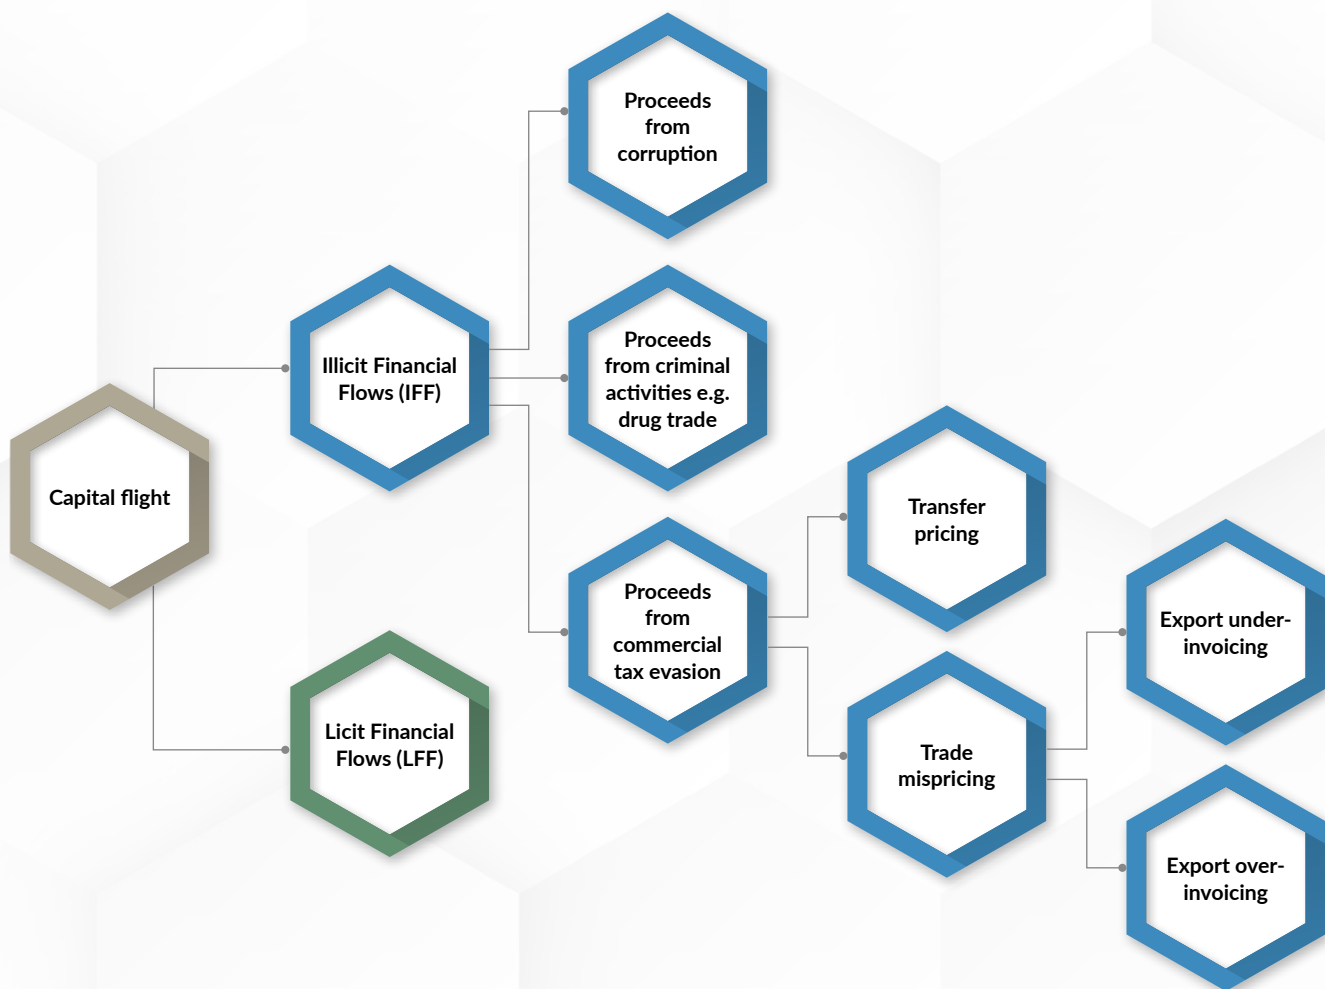 Proceeds
from
corruption
Illicit Financial
Flows (IFF)
Proceeds
from criminal
activities e.g.
drug trade
Capital flight
Transfer
pricing
Proceeds
from
commercial
tax evasion
Export under-
invoicing
Licit Financial
Flows (LFF)
Trade
mispricing
Export over-
invoicing